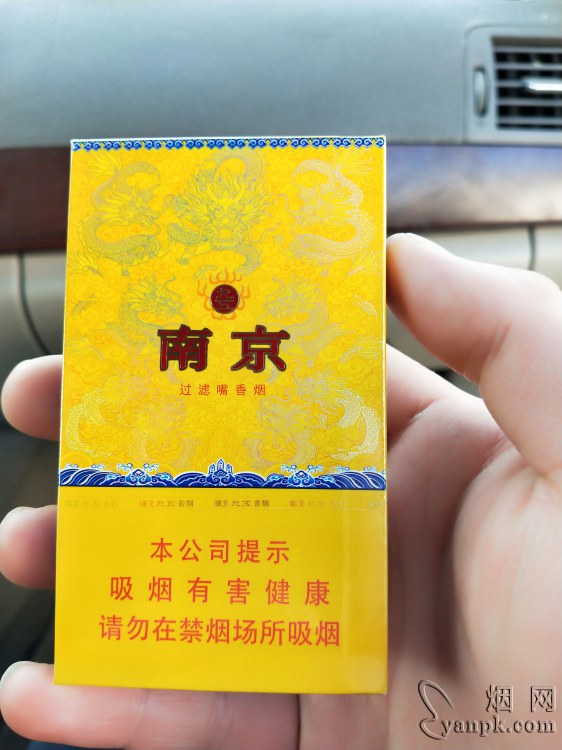 南京
过滤嘴香烟
本公司提示
吸烟有害健康
请勿在禁烟场所吸烟
烟网
yanpk.com